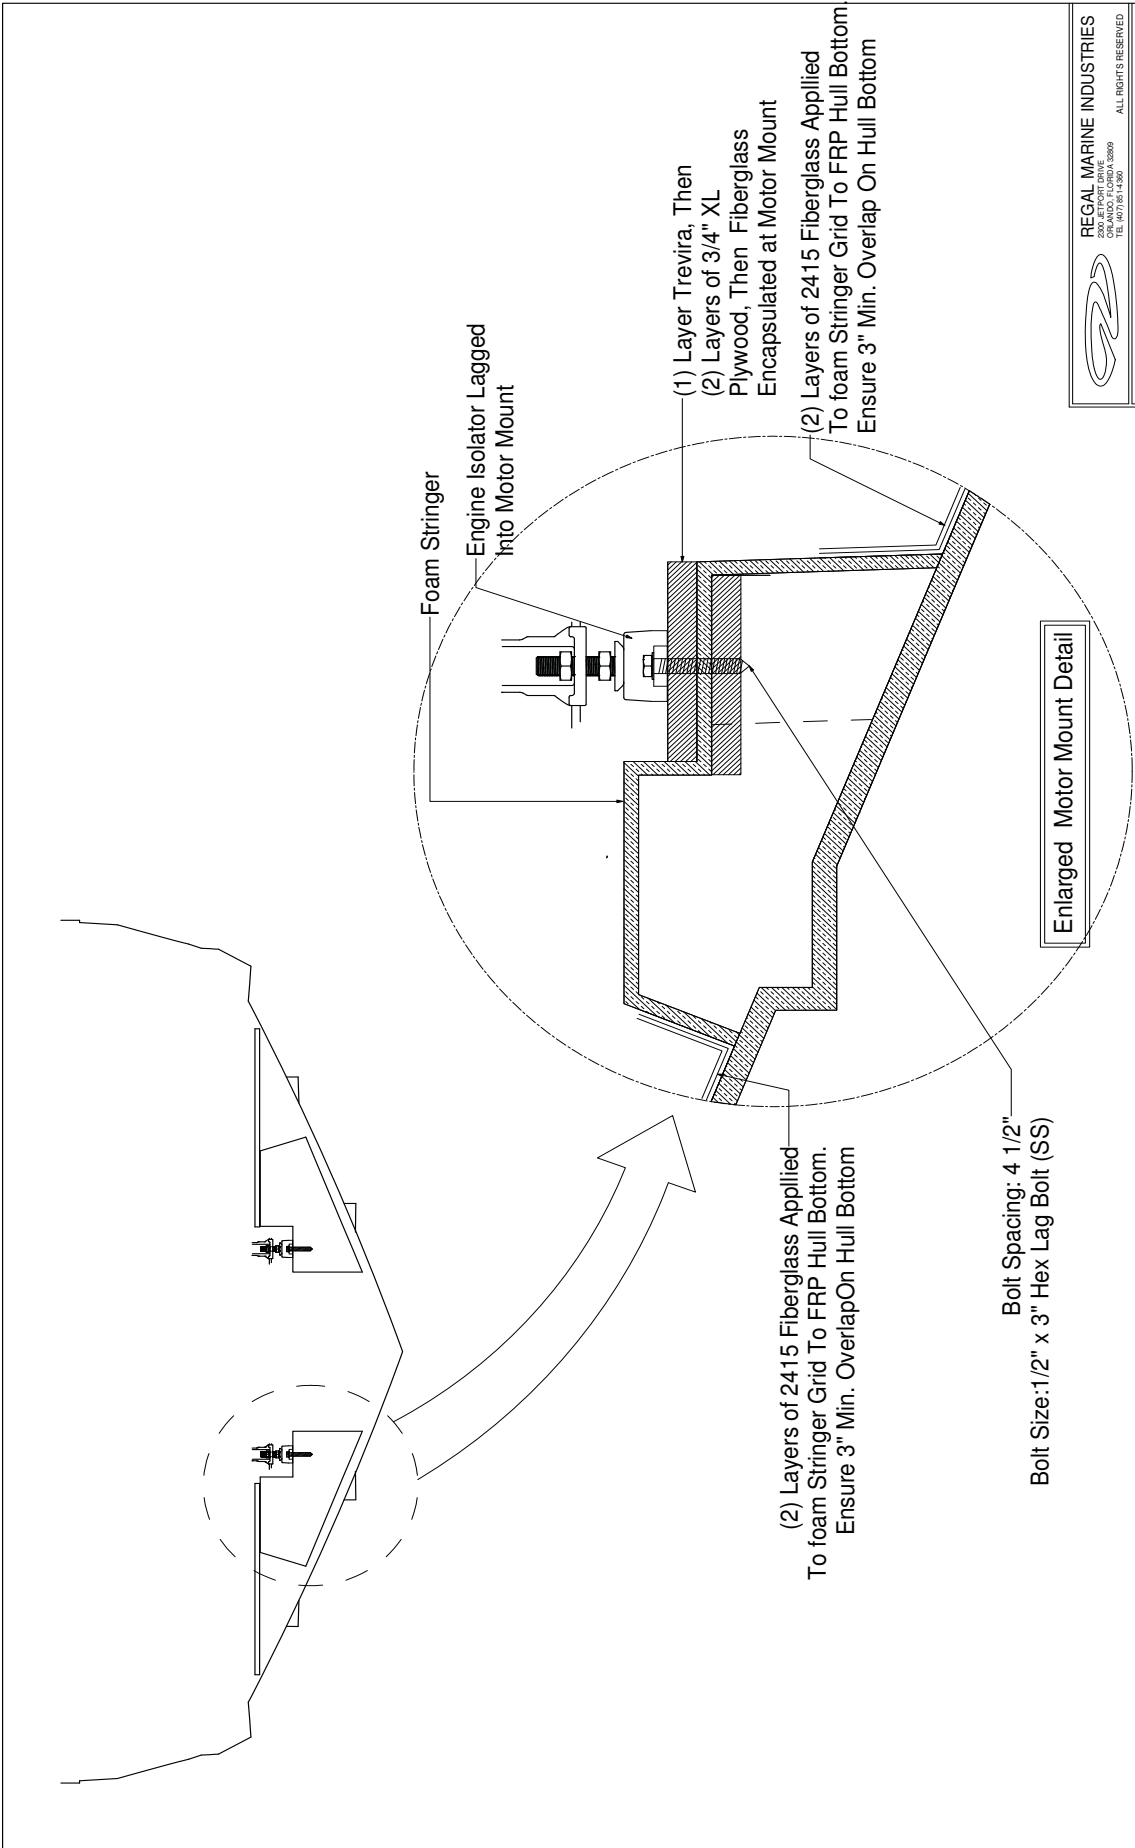 Foam Stringer
Engine Isolator Lagged
Into Motor Mount
(1) Layer Trevira, Then
(2) Layers of 3/4" XL
Plywood, Then Fiberglass
Encapsulated at Motor Mount
(2) Layers of 2415 Fiberglass Appllied
To foam Stringer Grid To FRP Hull Bottom.
Ensure 3" Min. Overlap On Hull Bottom
(2) Layers of 2415 Fiberglass Appllied
To foam Stringer Grid To FRP Hull Bottom.
Ensure 3" Min. OverlapOn Hull Bottom
Bolt Spacing: 4 1/2"
Bolt Size:1/2" x 3" Hex Lag Bolt (SS)
Enlarged Motor Mount Detail
REGAL MARINE INDUSTRIES
2300 JETPORT DRIVE
ORLANDO, FLORIDA 32809
TEL (407) 851-4360
ALL RIGHTS RESERVED